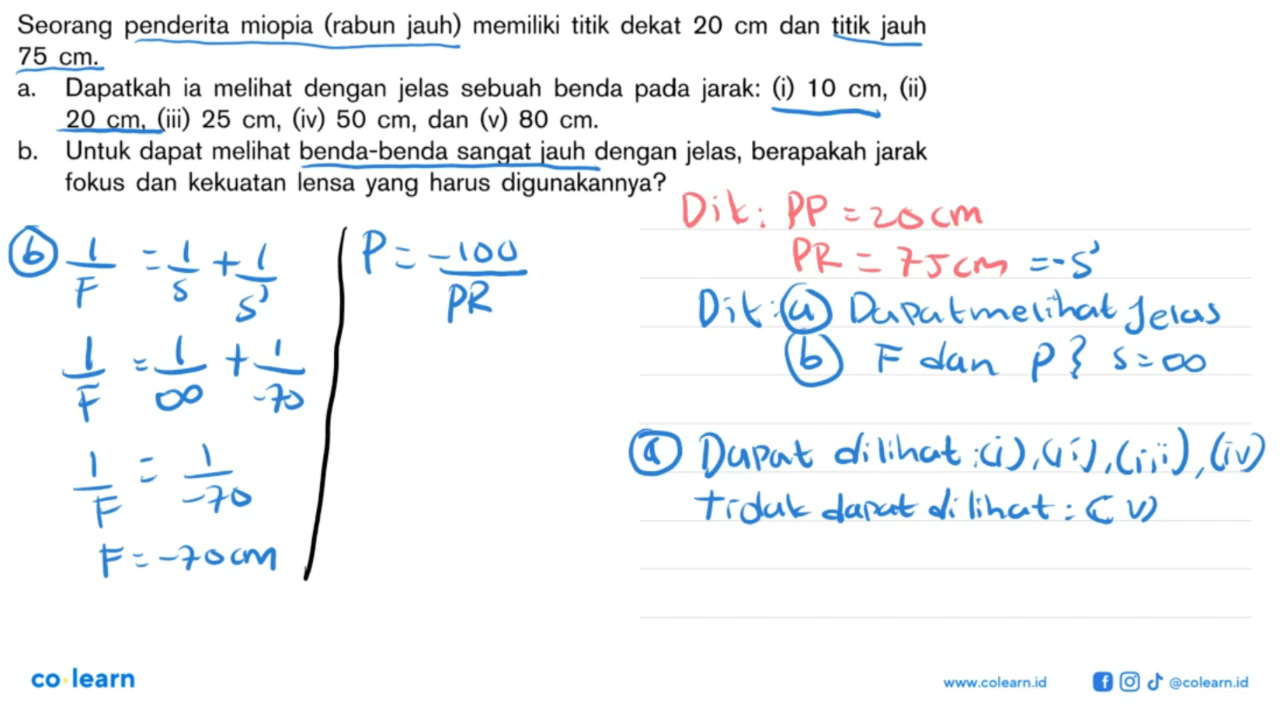 Seorang penderita miopia (rabun jauh) memiliki titik dekat 20 cm dan titik jauh
75 cm.
a. Dapatkah ia melihat dengan jelas sebuah benda pada jarak: (i) 10 cm, (ii)
20 cm, (iii) 25 cm, (iv) 50 cm, dan (v) 80 cm.
b. Untuk dapat melihat benda-benda sangat jauh dengan jelas, berapakah jarak
fokus dan kekuatan lensa yang harus digunakannya?
Dik: PP = 20 cm
PR = 75 cm = -s'
Dit: (a) Dapat melihat jelas
(b) F dan P? s = ∞
(a) Dapat dilihat: (i), (ii), (iii), (iv)
Tidak dapat dilihat: (v)
(b) 1/F = 1/s + 1/s'
1/F = 1/∞ + 1/-70
1/F = 1/-70
F = -70 cm
P = -100/PR
co learn
www.colearn.id
@colearn.id